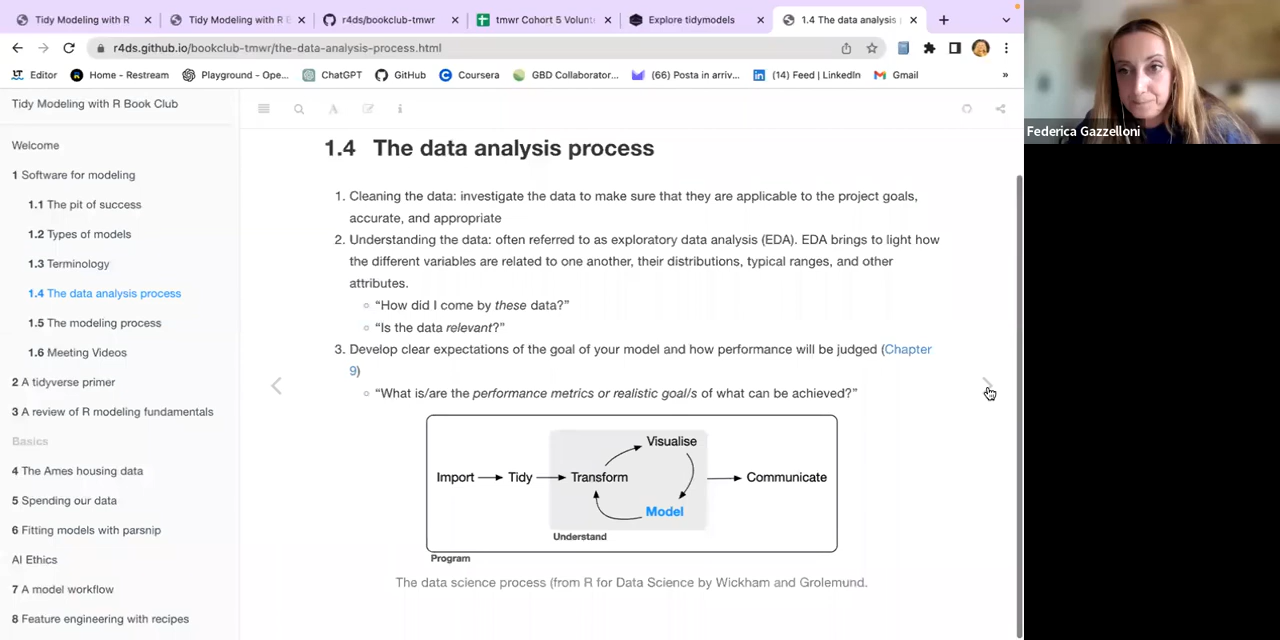 Tidy Modeling with R
Tidy Modeling with R E
r4ds/bookclub-tmwr
tmwr Cohort 5 Volunt
Explore tidymodels
1.4 The data analysis
r4ds.github.io/bookclub-tmwr/the-data-analysis-process.html
Editor
Home - Restream
Playground - Ope...
ChatGPT
GitHub
Coursera
GBD Collaborator...
(66) Posta in arriv...
(14) Feed | LinkedIn
Gmail
»
Federica Gazzelloni
Tidy Modeling with R Book Club
Welcome
1 Software for modeling
1.1 The pit of success
1.2 Types of models
1.3 Terminology
1.4 The data analysis process
1.5 The modeling process
1.6 Meeting Videos
2 A tidyverse primer
3 A review of R modeling fundamentals
Basics
4 The Ames housing data
5 Spending our data
6 Fitting models with parsnip
AI Ethics
7 A model workflow
8 Feature engineering with recipes
1.4 The data analysis process
1. Cleaning the data: investigate the data to make sure that they are applicable to the project goals,
accurate, and appropriate
2. Understanding the data: often referred to as exploratory data analysis (EDA). EDA brings to light how
the different variables are related to one another, their distributions, typical ranges, and other
attributes.
“How did I come by these data?”
“Is the data relevant?”
3. Develop clear expectations of the goal of your model and how performance will be judged (Chapter
9)
“What is/are the performance metrics or realistic goal/s of what can be achieved?”
Visualise
Import
Tidy
Transform
Communicate
Model
Understand
Program
The data science process (from R for Data Science by Wickham and Grolemund.